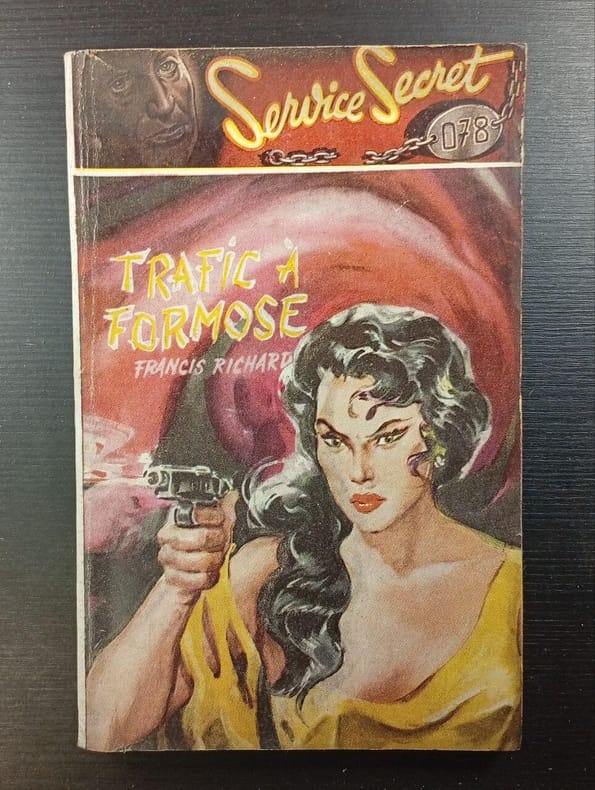 Service Secret
078
TRAFIC À
FORMOSE
FRANCIS RICHARD